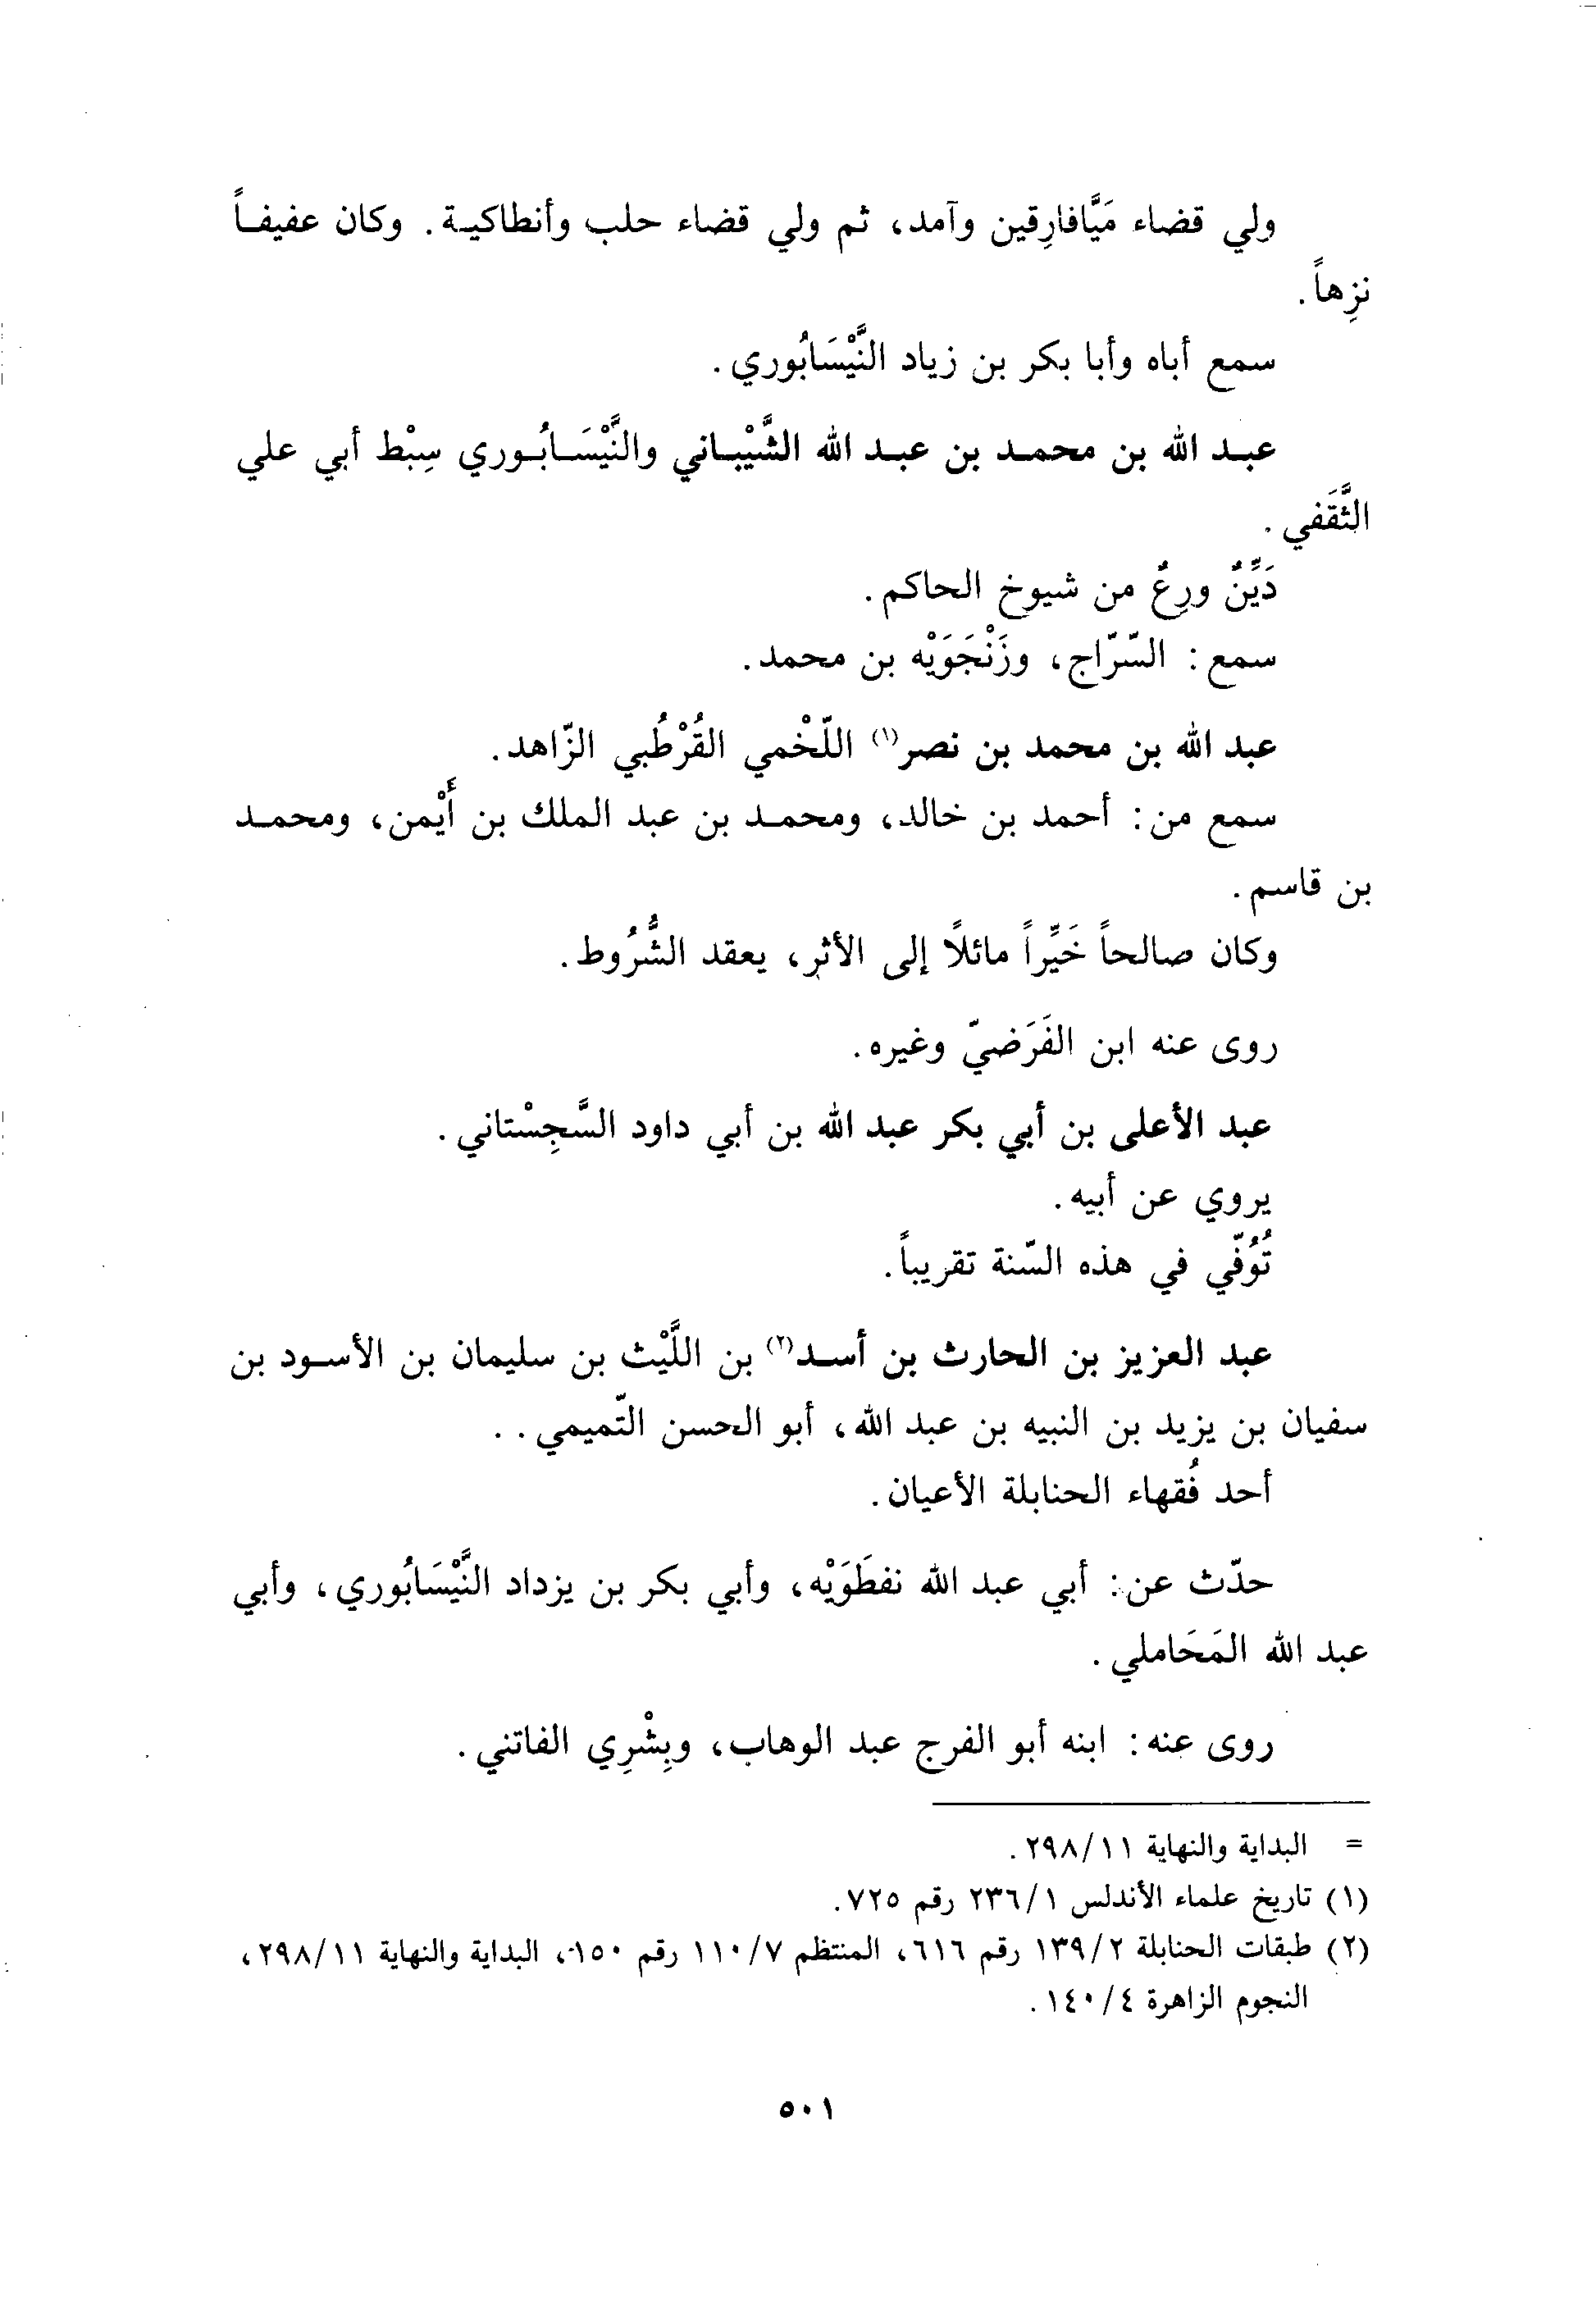 ولي قضاء مَيَّافارِقين وآمد، ثم ولي قضاء حلب وأنطاكية. وكان عفيفاً
نزِهاً.
سمع أباه وأبا بكر بن زياد النَّيْسَابُوري.
عبد الله بن محمد بن عبد الله الشَّيْباني والنَّيْسَابُوري سِبْط أبي علي
الثَّقَفي.
دَيِّنٌ ورِعٌ من شيوخ الحاكم.
سمع: السّرّاج، وزَنْجَوَيْه بن محمد.
عبد الله بن محمد بن نصر(١) اللّخْمي القُرْطُبي الزّاهد.
سمع من: أحمد بن خالد، ومحمد بن عبد الملك بن أَيْمن، ومحمد
بن قاسم.
وكان صالحاً خَيِّراً مائلاً إلى الأثر، يعقد الشُّرُوط.
روى عنه ابن الفَرَضيّ وغيره.
عبد الأعلى بن أبي بكر عبد الله بن أبي داود السَّجِسْتاني.
يروي عن أبيه.
تُوُفّي في هذه السّنة تقريباً.
عبد العزيز بن الحارث بن أسد(٢) بن اللَّيْث بن سليمان بن الأسود بن
سفيان بن يزيد بن النبيه بن عبد الله، أبو الحسن التّميمي. .
أحد فُقهاء الحنابلة الأعيان.
حدّث عن: أبي عبد الله نفطَوَيْه، وأبي بكر بن يزداد النَّيْسَابُوري، وأبي
عبد الله المَحَاملي.
روى عنه: ابنه أبو الفرج عبد الوهاب، وبِشْرِي الفاتني.
= البداية والنهاية ٢٩٨/١١.
(١) تاريخ علماء الأندلس ٢٣٦/١ رقم ٧٢٥.
(٢) طبقات الحنابلة ١٣٩/٢ رقم ٦١٦، المنتظم ١١٠/٧ رقم ١٥٠، البداية والنهاية ٢٩٨/١١،
النجوم الزاهرة ١٤٠/٤.
٥٠١